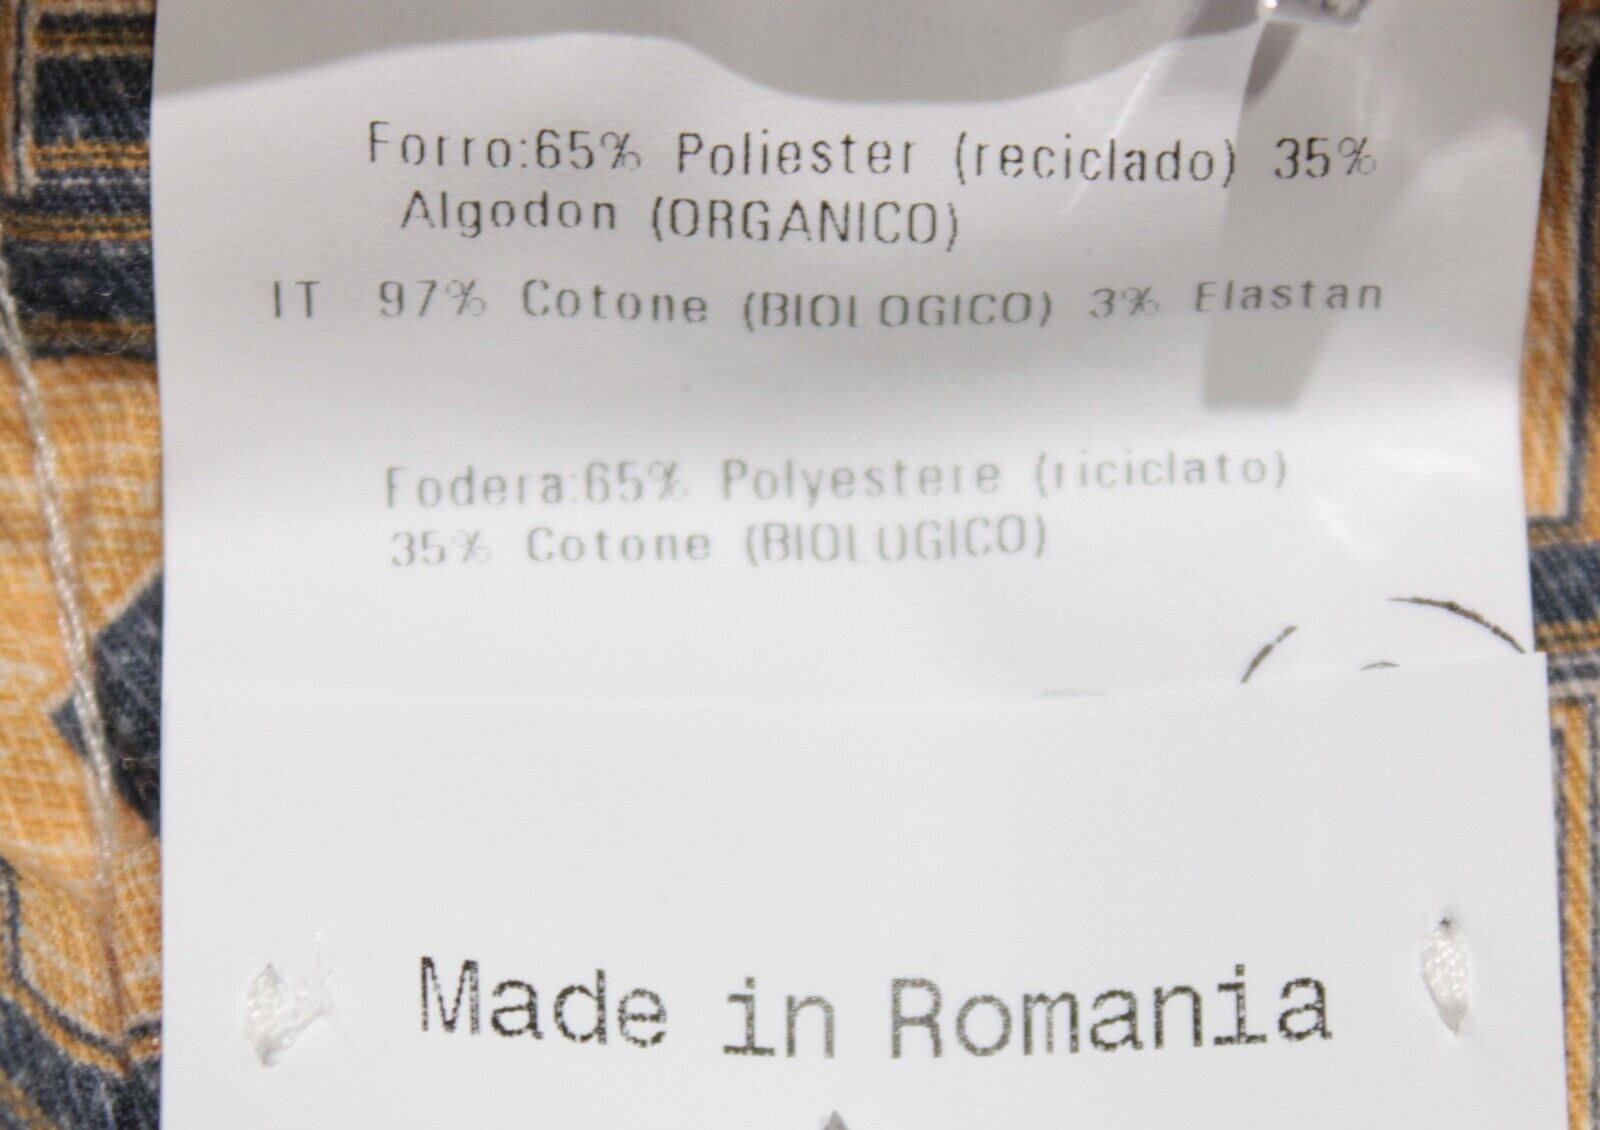 Forro:65% Poliester (reciclado) 35%
Algodon (ORGANICO)
IT 97% Cotone (BIOLOGICO) 3% Elastan
Fodera:65% Polyestere (riciclato)
35% Cotone (BIOLOGICO)
Made in Romania